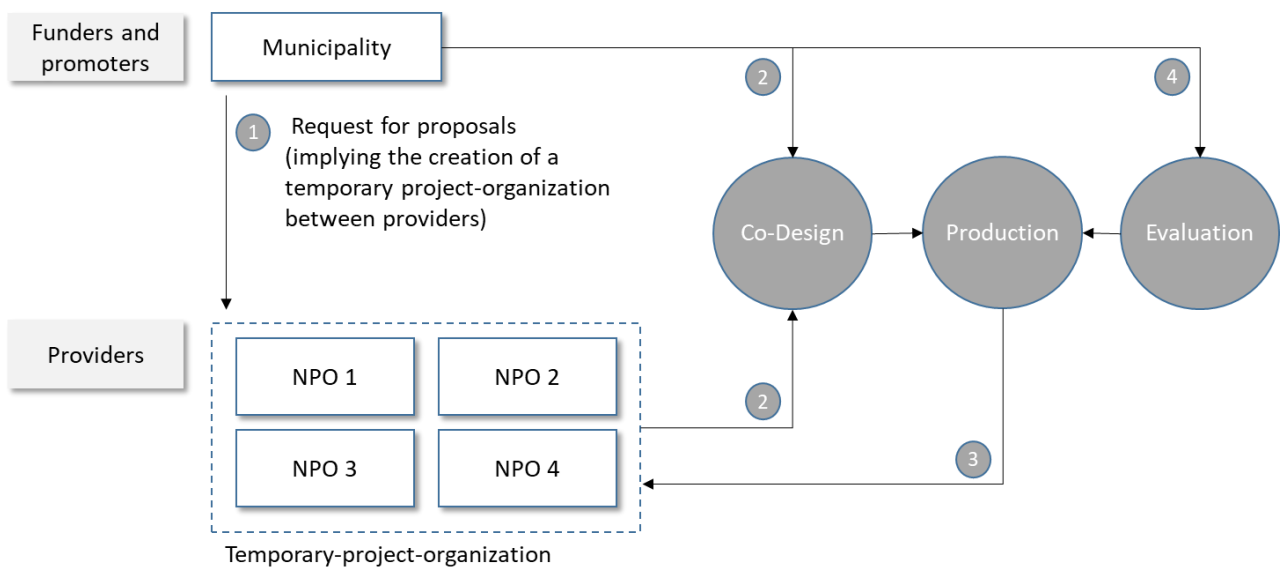 Funders and
promoters
Municipality
2
4
1
Request for proposals
(implying the creation of a
temporary project-organization
between providers)
Co-Design
Production
Evaluation
Providers
NPO 1
NPO 2
2
NPO 3
NPO 4
3
Temporary-project-organization